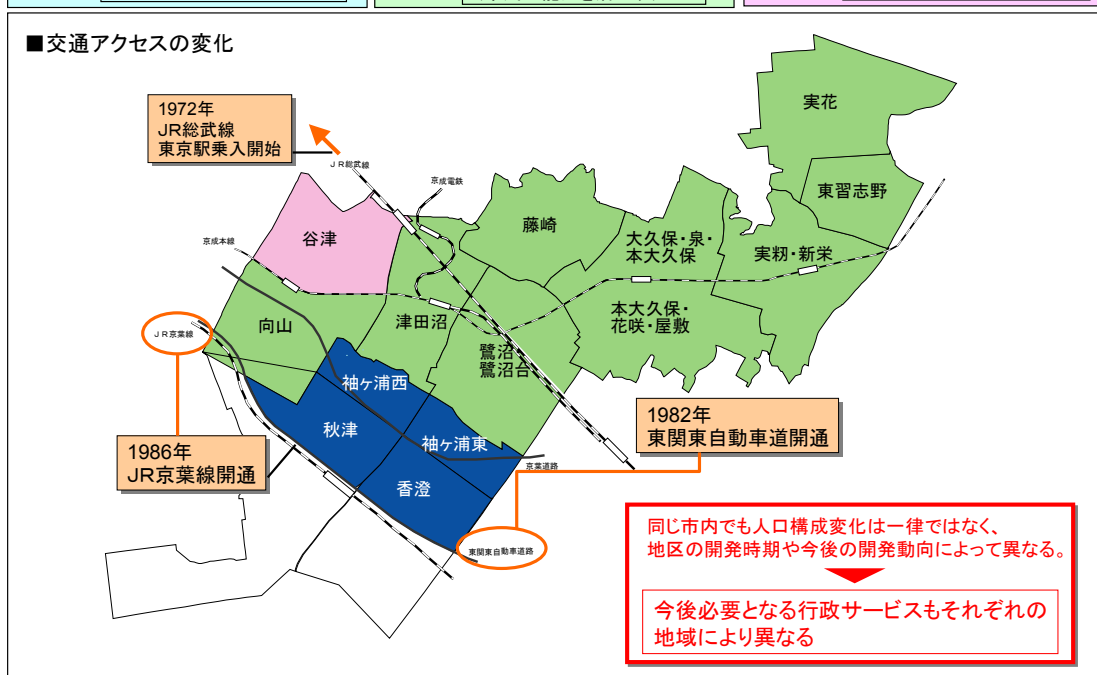 ■交通アクセスの変化
1972年
JR総武線
東京駅乗入開始
JR総武線
京成電鉄
京成本線
実花
東習志野
藤崎
大久保・泉・
本大久保
実籾・新栄
谷津
向山
津田沼
本大久保・
花咲・屋敷
鷺沼・
鷺沼台
JR京葉線
袖ヶ浦西
秋津
袖ヶ浦東
香澄
京葉道路
東関東自動車道路
1982年
東関東自動車道開通
1986年
JR京葉線開通
同じ市内でも人口構成変化は一律ではなく、
地区の開発時期や今後の開発動向によって異なる。
今後必要となる行政サービスもそれぞれの
地域により異なる